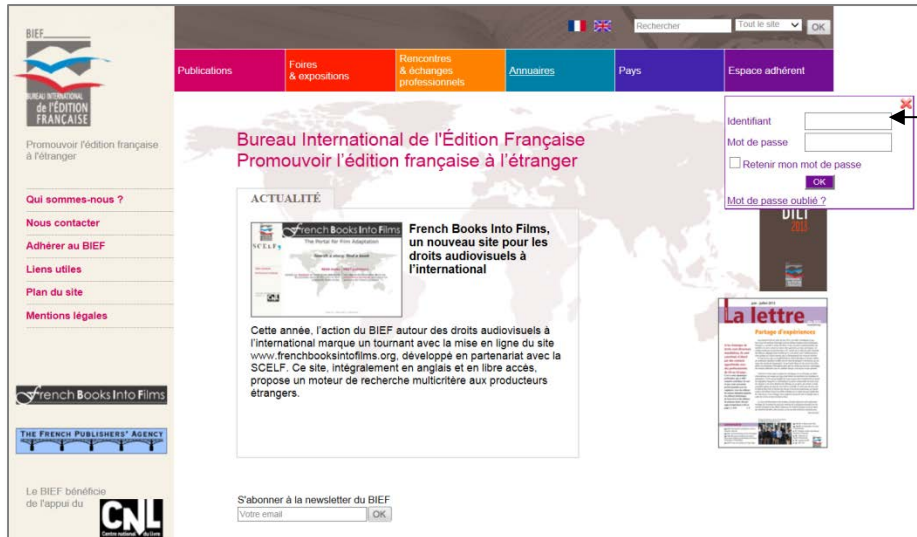 BIEF
BUREAU INTERNATIONAL
de l'ÉDITION
FRANÇAISE
Promouvoir l'édition française
à l'étranger
Qui sommes-nous ?
Nous contacter
Adhérer au BIEF
Liens utiles
Plan du site
Mentions légales
French Books Into Films
THE FRENCH PUBLISHERS' AGENCY
Le BIEF bénéficie
de l'appui du
CNL
Centre national du livre
Rechercher
Tout le site
OK
Publications
Foires
& expositions
Rencontres
& échanges
professionnels
Annuaires
Pays
Espace adhérent
Identifiant
Mot de passe
Retenir mon mot de passe
OK
Mot de passe oublié ?
Bureau International de l'Édition Française
Promouvoir l'édition française à l'étranger
ACTUALITÉ
French Books Into Films
The Portal for Film Adaptation
SCELF
French Books Into Films,
un nouveau site pour les
droits audiovisuels à
l'international
Cette année, l'action du BIEF autour des droits audiovisuels à
l'international marque un tournant avec la mise en ligne du site
www.frenchbooksintofilms.org, développé en partenariat avec la
SCELF. Ce site, intégralement en anglais et en libre accès,
propose un moteur de recherche multicritère aux producteurs
étrangers.
S'abonner à la newsletter du BIEF
Votre email
OK
La lettre
Partage d'expériences